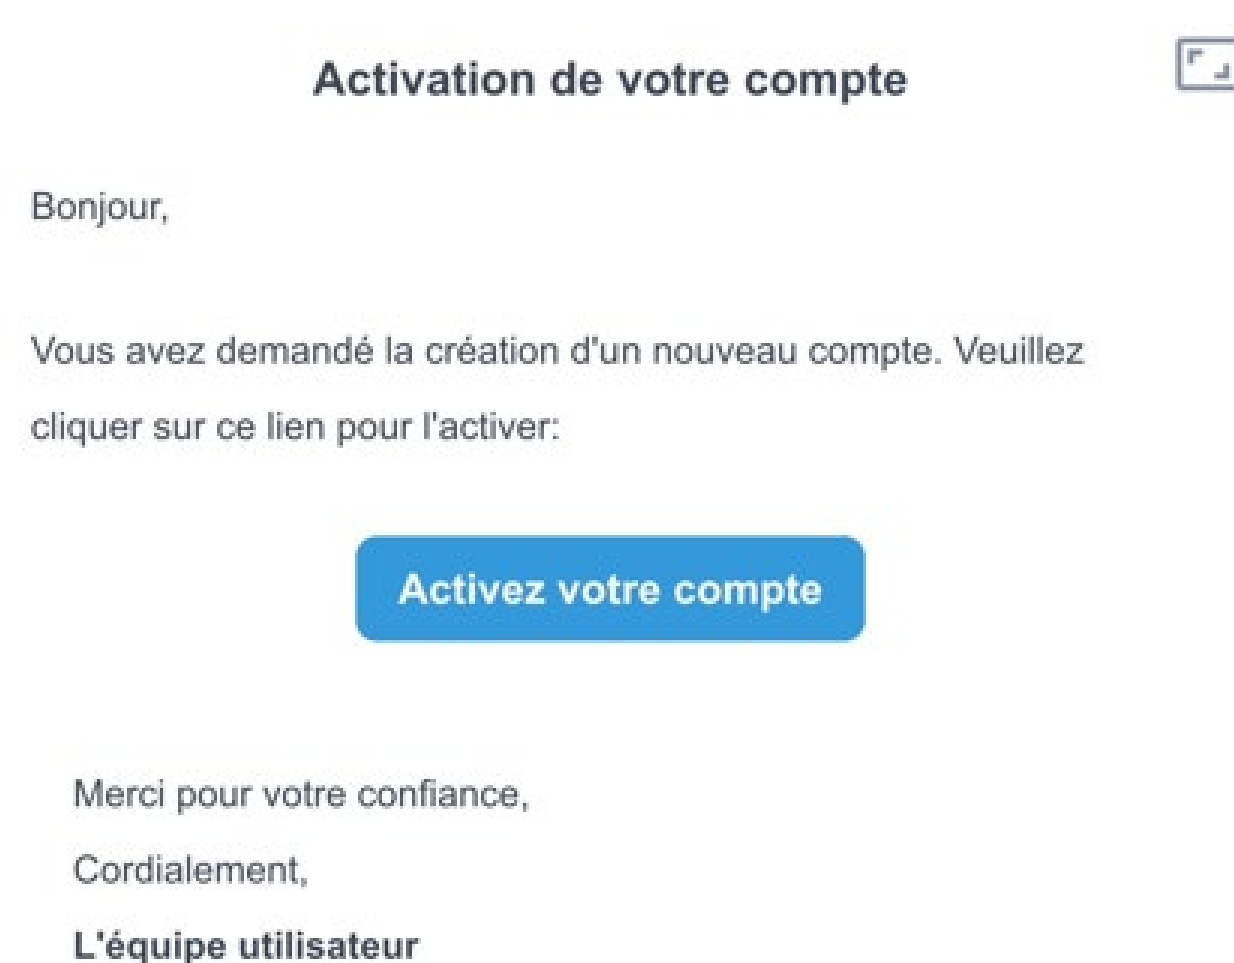 Activation de votre compte
Bonjour,
Vous avez demandé la création d'un nouveau compte. Veuillez
cliquer sur ce lien pour l'activer:
Activez votre compte
Merci pour votre confiance,
Cordialement,
L'équipe utilisateur